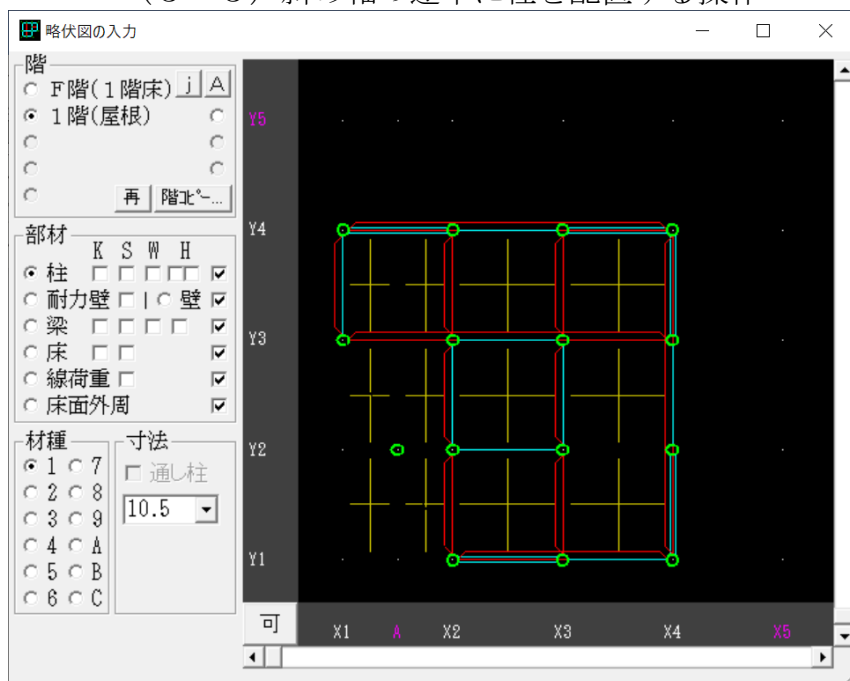 略伏図の入力
階
F階(1階床) j A
1階(屋根)
再 階ｺﾋﾟｰ...
部材
K S W H
柱
耐力壁 | 壁
梁
床
線荷重
床面外周
材種
1 7
2 8
3 9
4 A
5 B
6 C
寸法
通し柱
10.5
Y5
Y4
Y3
Y2
Y1
可
X1 A X2 X3 X4 X5